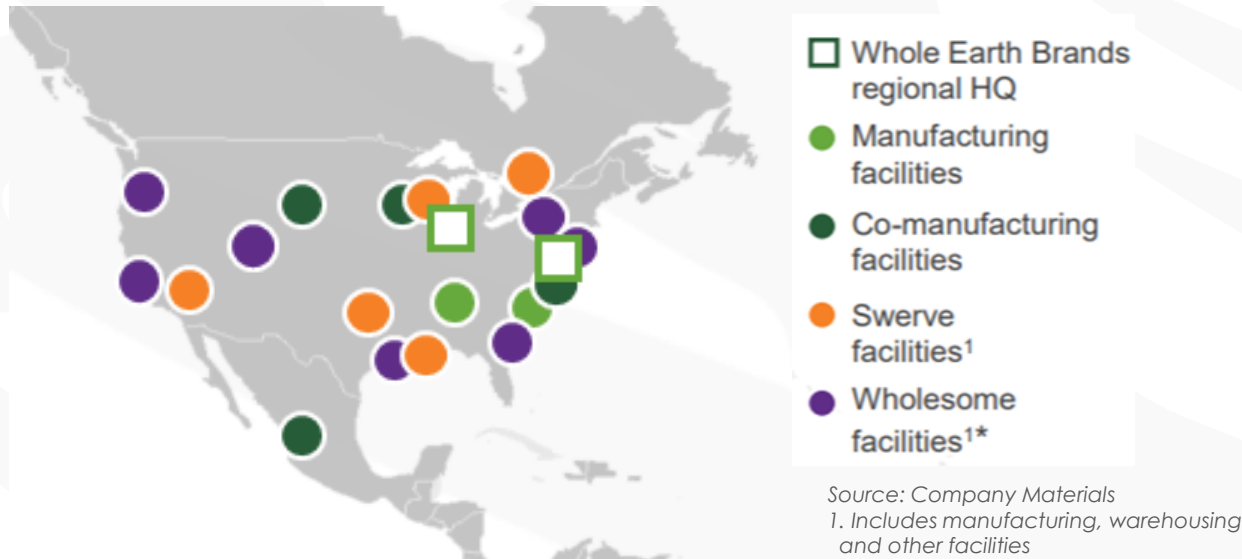 Whole Earth Brands
regional HQ
Manufacturing
facilities
Co-manufacturing
facilities
Swerve
facilities¹
Wholesome
facilities¹*
Source: Company Materials
1. Includes manufacturing, warehousing
and other facilities